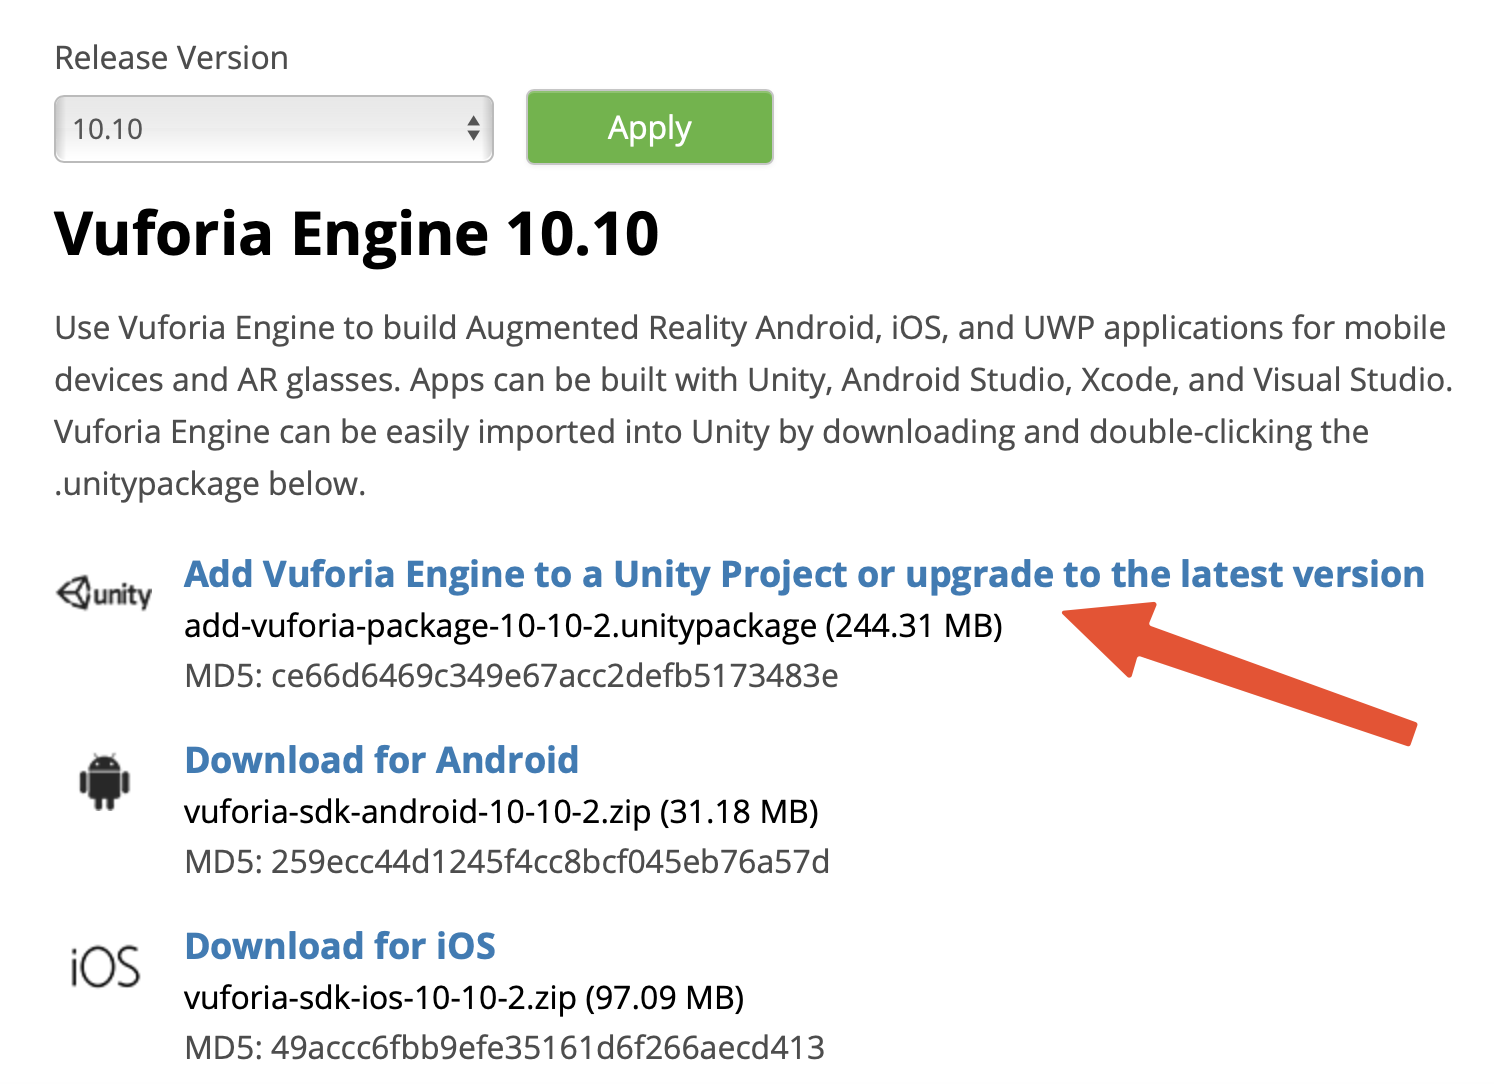 Release Version
10.10
Apply
Vuforia Engine 10.10
Use Vuforia Engine to build Augmented Reality Android, iOS, and UWP applications for mobile
devices and AR glasses. Apps can be built with Unity, Android Studio, Xcode, and Visual Studio.
Vuforia Engine can be easily imported into Unity by downloading and double-clicking the
.unitypackage below.
unity
Add Vuforia Engine to a Unity Project or upgrade to the latest version
add-vuforia-package-10-10-2.unitypackage (244.31 MB)
MD5: ce66d6469c349e67acc2defb5173483e
Download for Android
vuforia-sdk-android-10-10-2.zip (31.18 MB)
MD5: 259ecc44d1245f4cc8bcf045eb76a57d
iOS
Download for iOS
vuforia-sdk-ios-10-10-2.zip (97.09 MB)
MD5: 49accc6fbb9efe35161d6f266aecd413